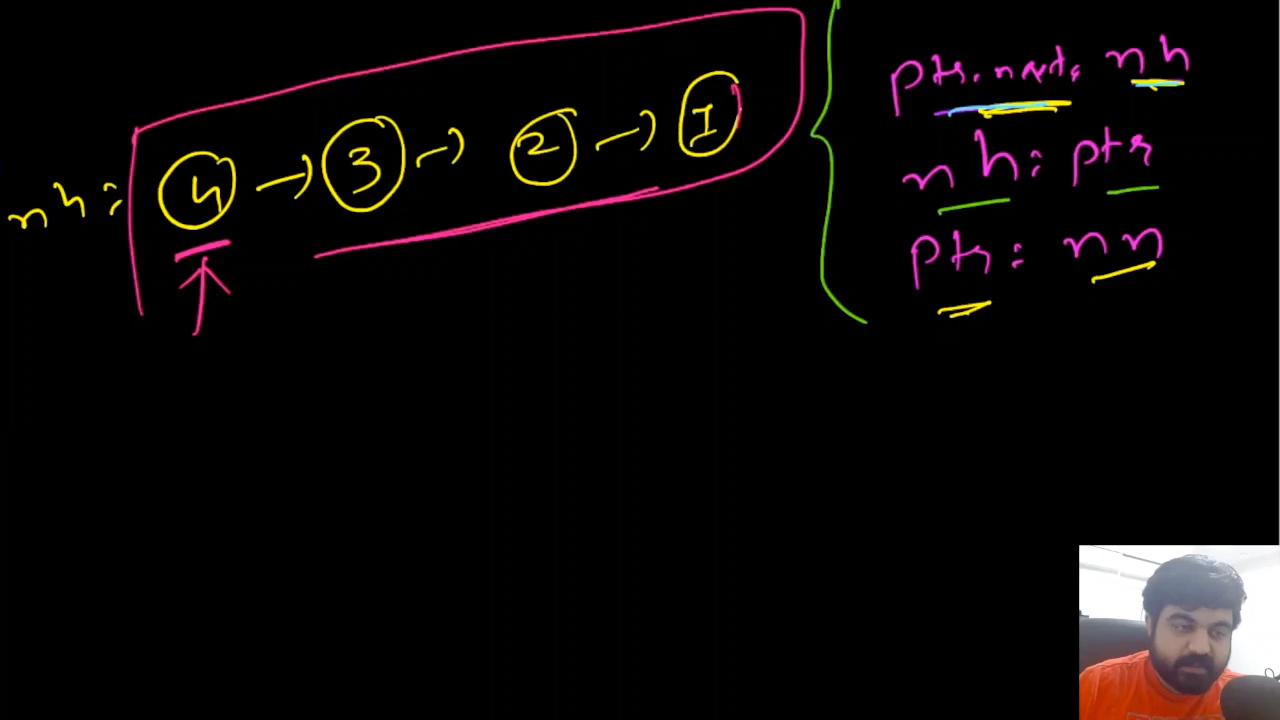 nh = 4 → 3 → 2 → 1
ptr.next = nh
nh = ptr
ptr = nn